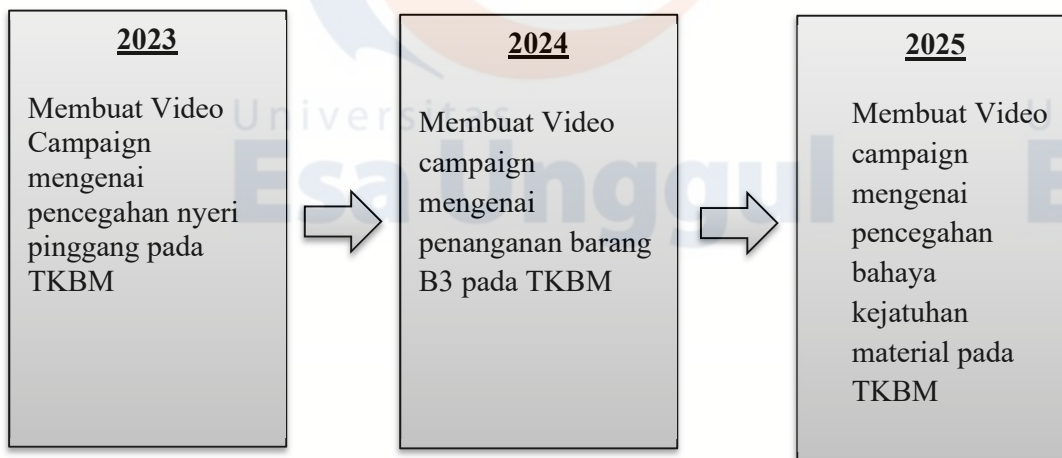 2023
Membuat Video
Campaign
mengenai
pencegahan nyeri
pinggang pada
TKBM
2024
Membuat Video
campaign
mengenai
penanganan barang
B3 pada TKBM
2025
Membuat Video
campaign
mengenai
pencegahan
bahaya
kejatuhan
material pada
TKBM
Universitas
Esa Unggul
U
E